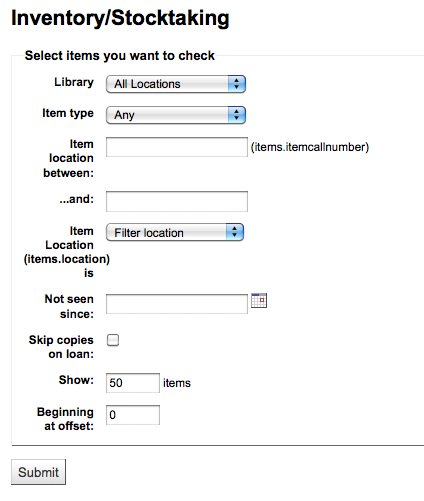 Inventory/Stocktaking
Select items you want to check
Library All Locations
Item type Any
Item
location
between: (items.itemcallnumber)
...and:
Item
Location
(items.location)
is Filter location
Not seen
since:
Skip copies
on loan:
Show: 50 items
Beginning
at offset: 0
Submit